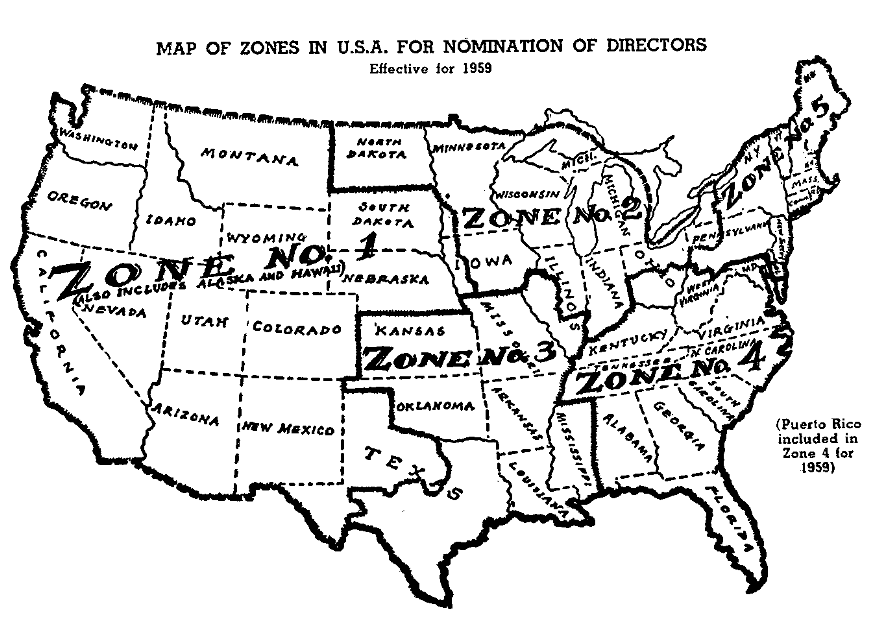 MAP OF ZONES IN U.S.A. FOR NOMINATION OF DIRECTORS
Effective for 1959
WASHINGTON
MONTANA
NORTH
DAKOTA
MINNESOTA
MICH.
N.Y.
ZONE No. 5
MASS.
OREGON
IDAHO
WYOMING
SOUTH
DAKOTA
WISCONSIN
MICHIGAN
ZONE No. 2
PENNSYLVANIA
ZONE NO. 1
(ALSO INCLUDES ALASKA AND HAWAII)
NEBRASKA
IOWA
ILLINOIS
INDIANA
OHIO
WEST
VIRGINIA
MD.
CALIFORNIA
NEVADA
UTAH
COLORADO
KANSAS
MISSOURI
KENTUCKY
VIRGINIA
ZONE No. 3
TENNESSEE
N. CAROLINA
ZONE No. 4
SOUTH
CAROLINA
ARIZONA
NEW MEXICO
OKLAHOMA
ARKANSAS
MISSISSIPPI
ALABAMA
GEORGIA
TEXAS
LOUISIANA
FLORIDA
(Puerto Rico
included in
Zone 4 for
1959)